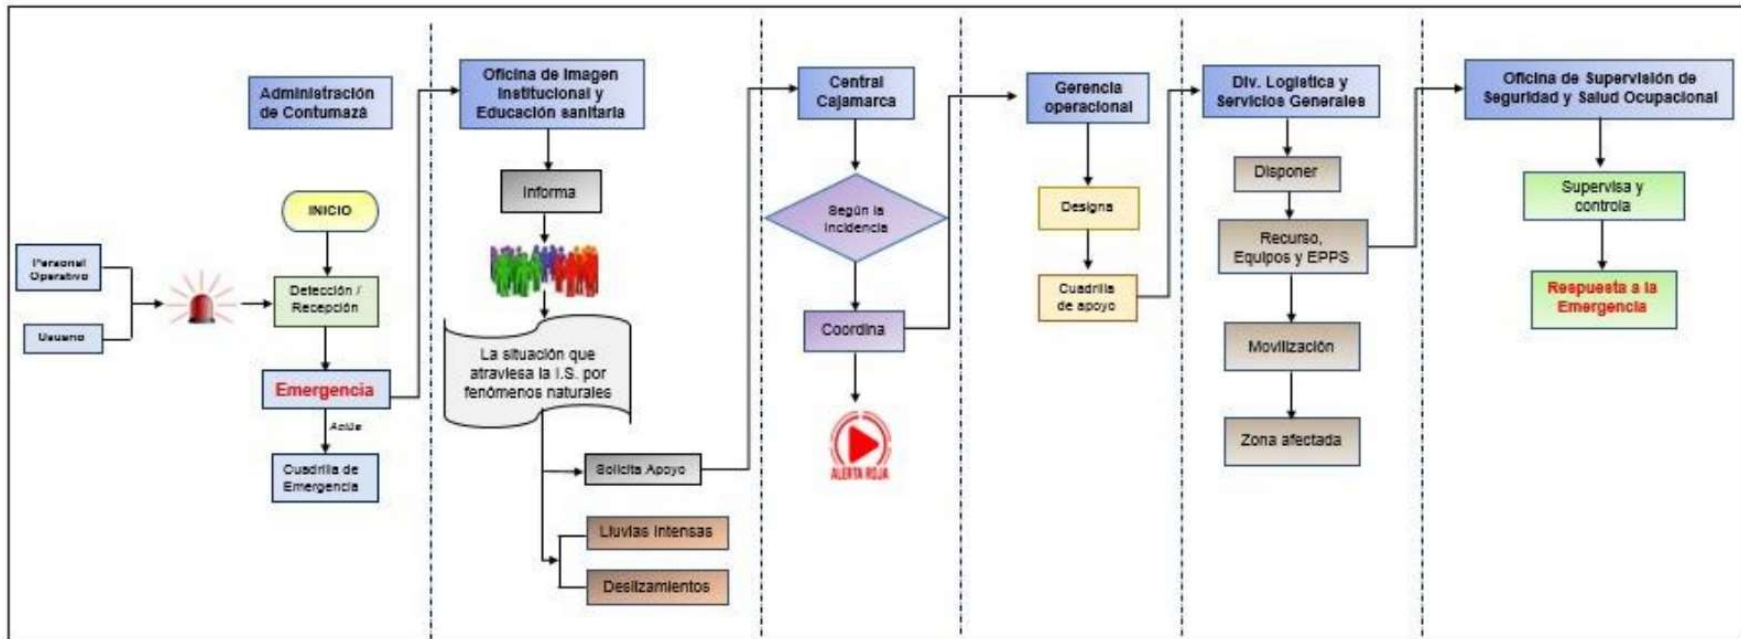 Administración
de Contumazá
INICIO
Personal
Operativo
Usuario
Detección /
Recepción
Emergencia
Actúa
Cuadrilla de
Emergencia
Oficina de Imagen
Institucional y
Educación sanitaria
Informa
La situación que
atraviesa la I.S. por
fenómenos naturales
Solicita Apoyo
Lluvias Intensas
Deslizamientos
Central
Cajamarca
Según la
Incidencia
Coordina
ALERTA ROJA
Gerencia
operacional
Designa
Cuadrilla
de apoyo
Div. Logística y
Servicios Generales
Disponer
Recurso,
Equipos y EPPS
Movilización
Zona afectada
Oficina de Supervisión de
Seguridad y Salud Ocupacional
Supervisa y
controla
Respuesta a la
Emergencia